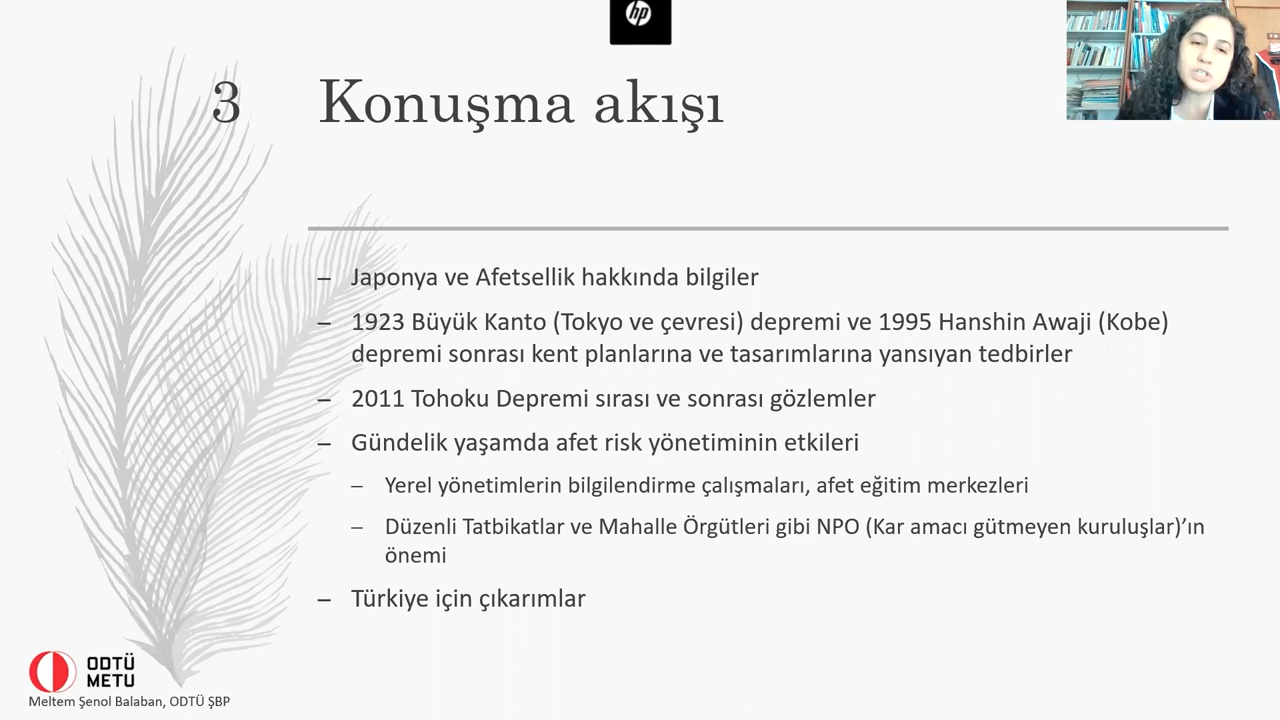 hp
3 Konuşma akışı
– Japonya ve Afetsellik hakkında bilgiler
– 1923 Büyük Kanto (Tokyo ve çevresi) depremi ve 1995 Hanshin Awaji (Kobe)
depremi sonrası kent planlarına ve tasarımlarına yansıyan tedbirler
– 2011 Tohoku Depremi sırası ve sonrası gözlemler
– Gündelik yaşamda afet risk yönetiminin etkileri
– Yerel yönetimlerin bilgilendirme çalışmaları, afet eğitim merkezleri
– Düzenli Tatbikatlar ve Mahalle Örgütleri gibi NPO (Kar amacı gütmeyen kuruluşlar)’ın
önemi
– Türkiye için çıkarımlar
ODTÜ
METU
Meltem Şenol Balaban, ODTÜ ŞBP